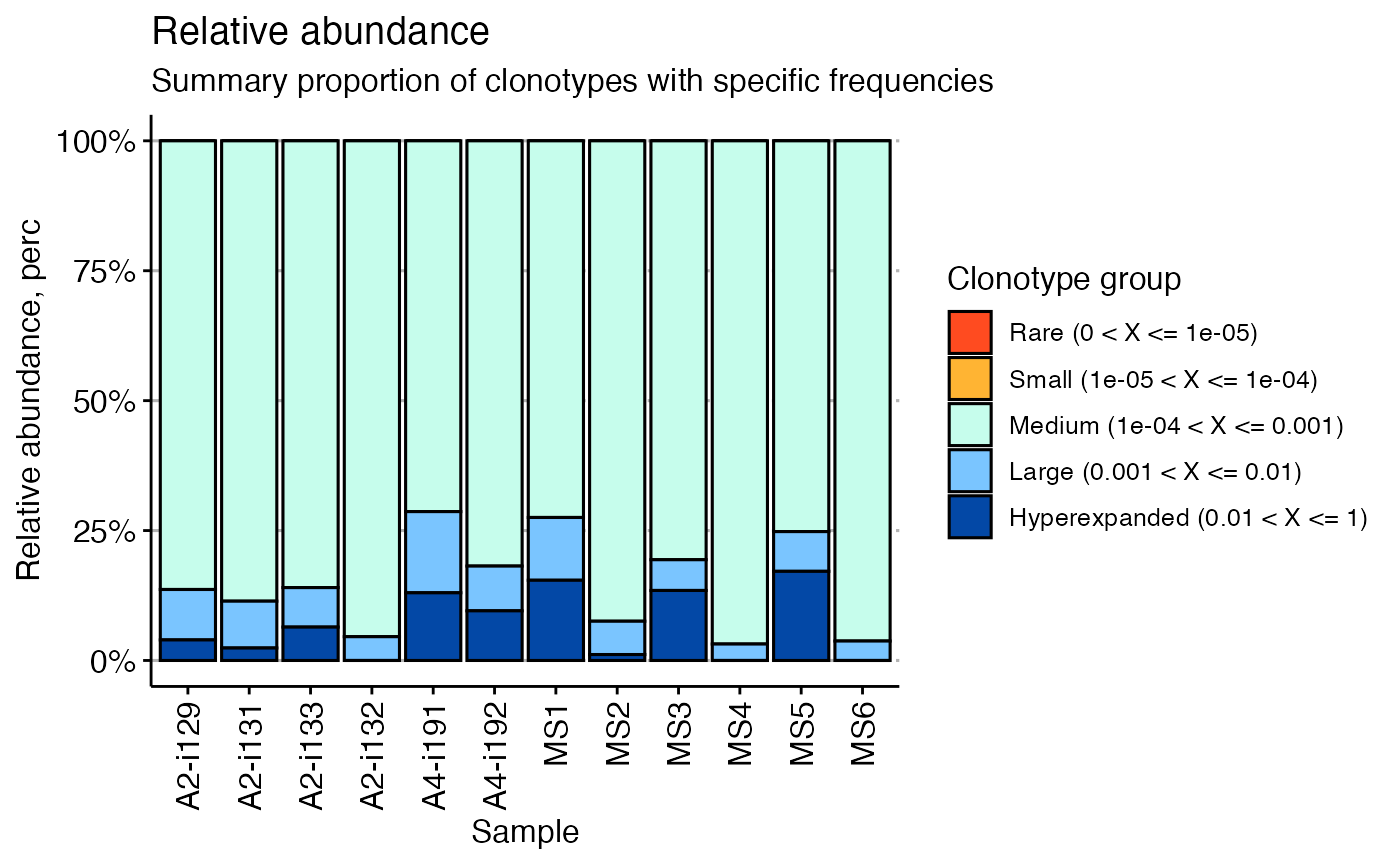 Relative abundance
Summary proportion of clonotypes with specific frequencies
Relative abundance, perc
100%
75%
50%
25%
0%
A2-i129
A2-i131
A2-i133
A2-i132
A4-i191
A4-i192
MS1
MS2
MS3
MS4
MS5
MS6
Sample
Clonotype group
Rare (0 < X <= 1e-05)
Small (1e-05 < X <= 1e-04)
Medium (1e-04 < X <= 0.001)
Large (0.001 < X <= 0.01)
Hyperexpanded (0.01 < X <= 1)